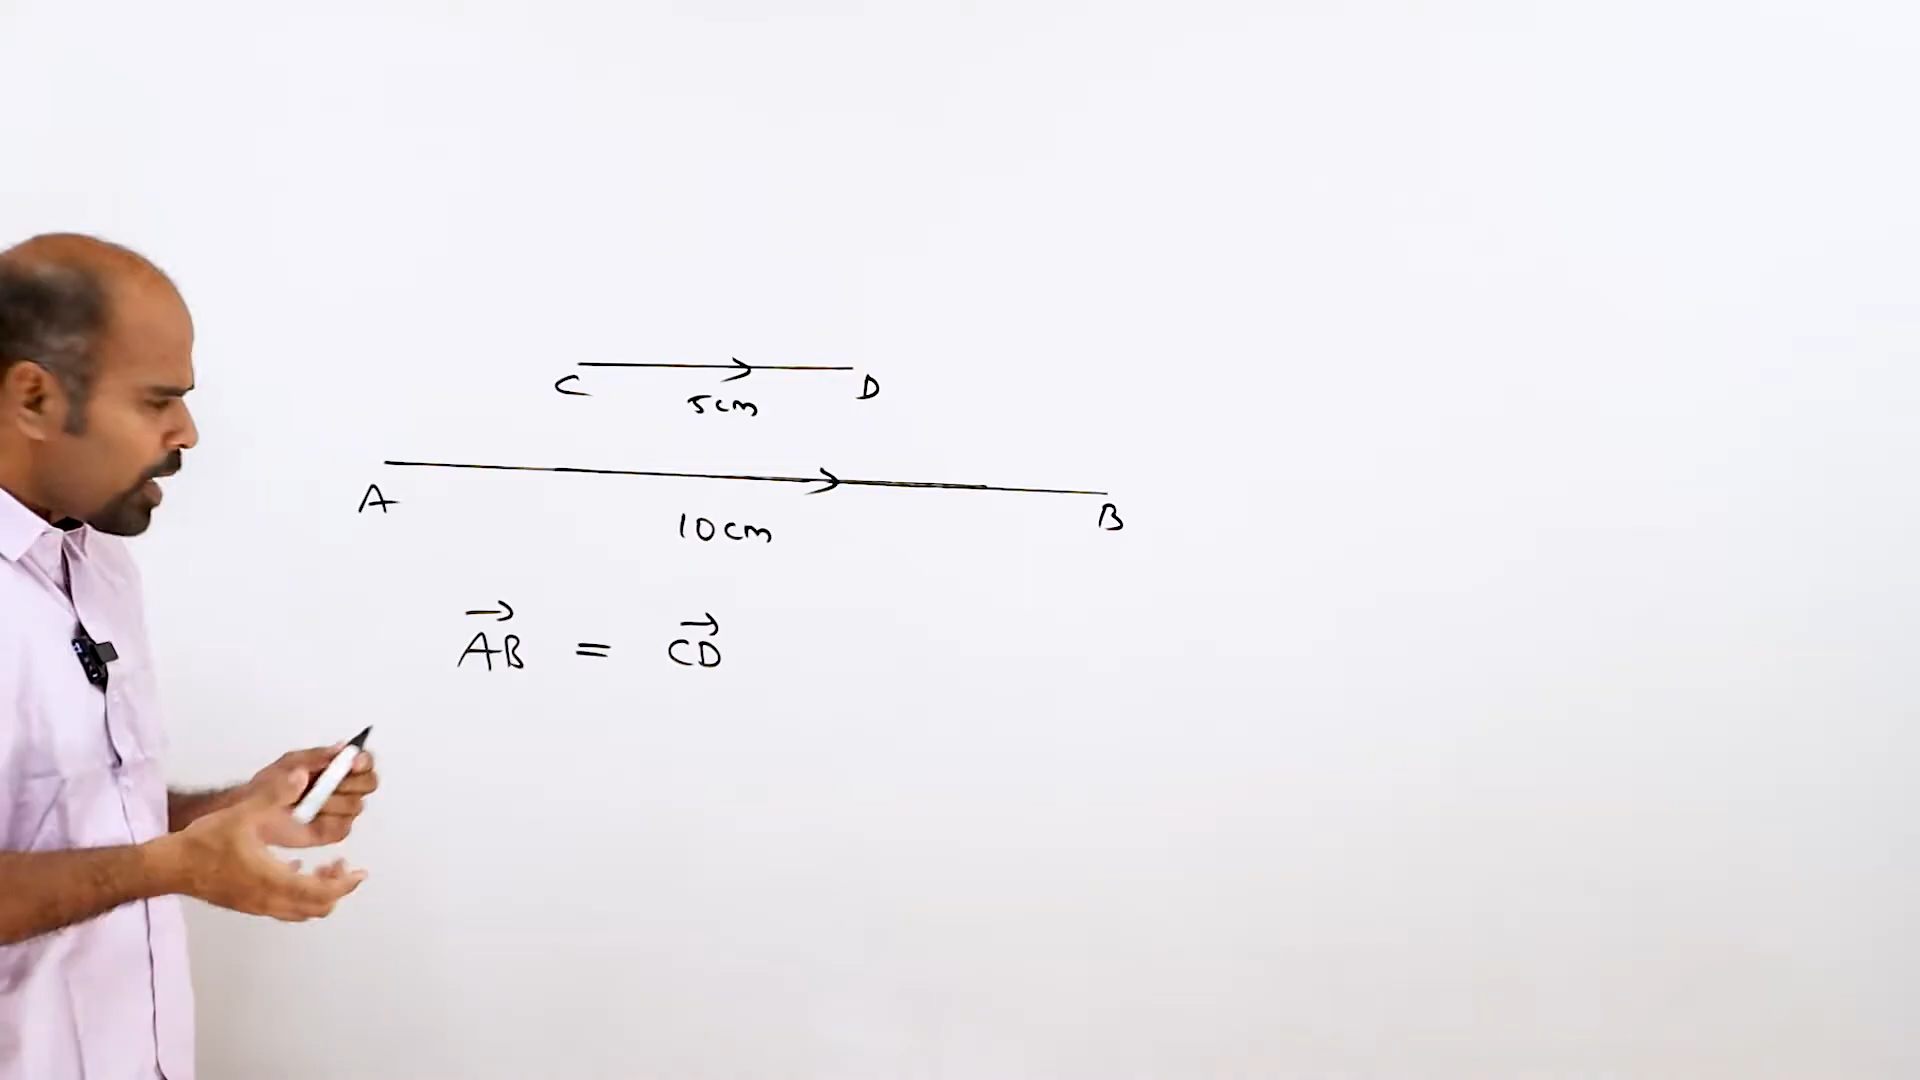 C D
5cm
A B
10cm
→ →
AB = CD